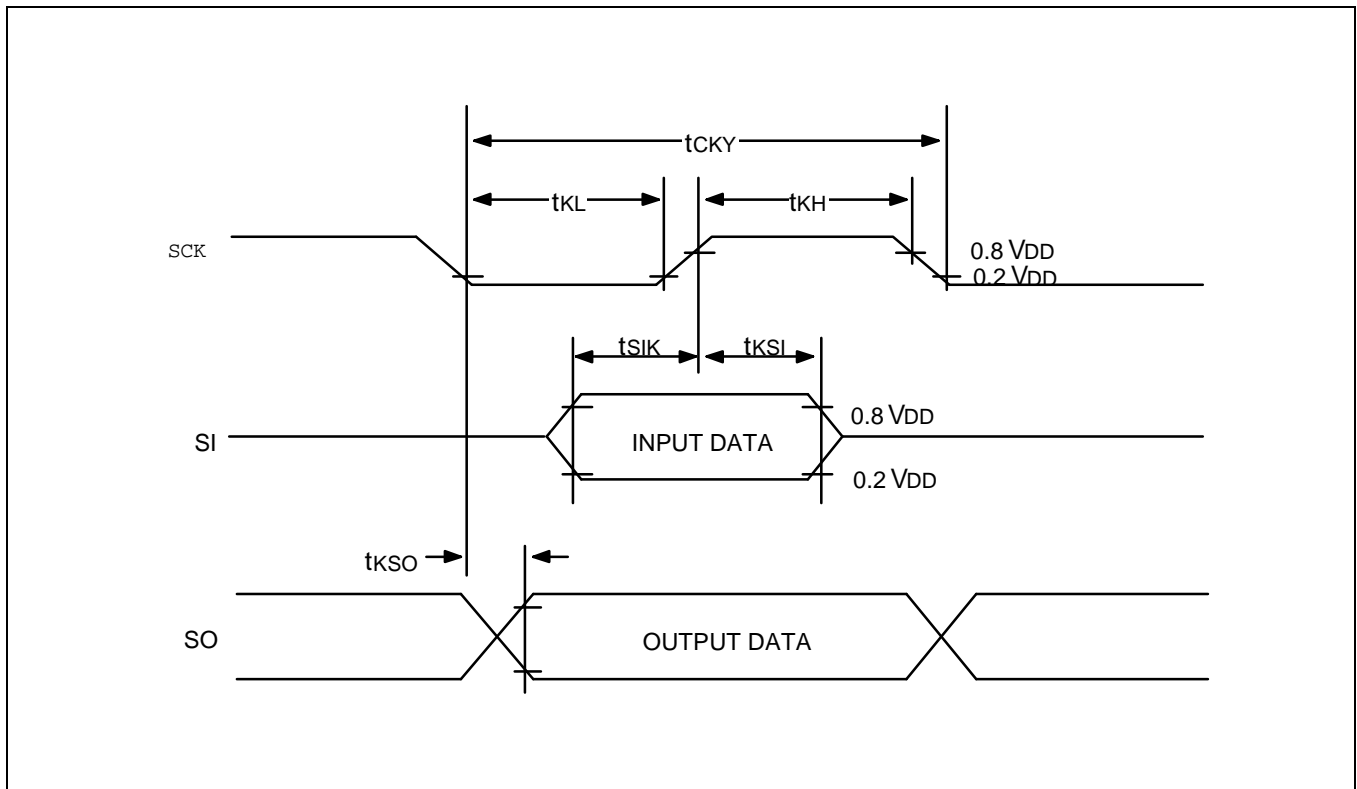 tCKY
tKL
tKH
SCK
0.8 VDD
0.2 VDD
tSIK
tKSI
0.8 VDD
SI
INPUT DATA
0.2 VDD
tKSO
SO
OUTPUT DATA